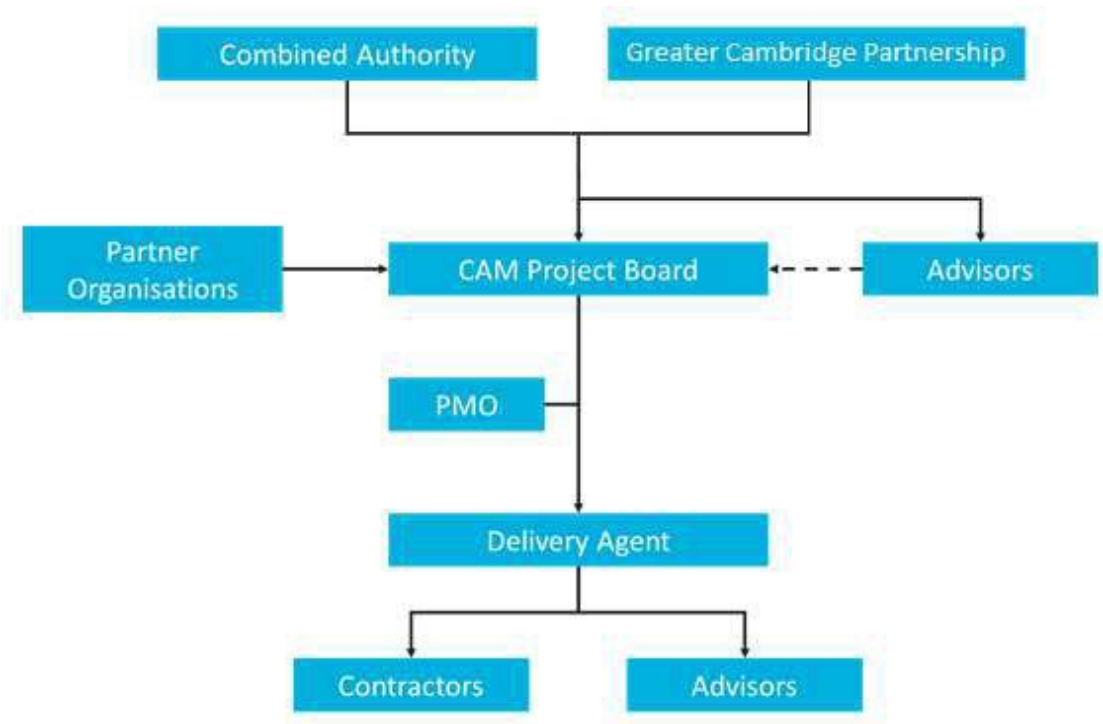 Combined Authority
Greater Cambridge Partnership
Partner
Organisations
CAM Project Board
Advisors
PMO
Delivery Agent
Contractors
Advisors